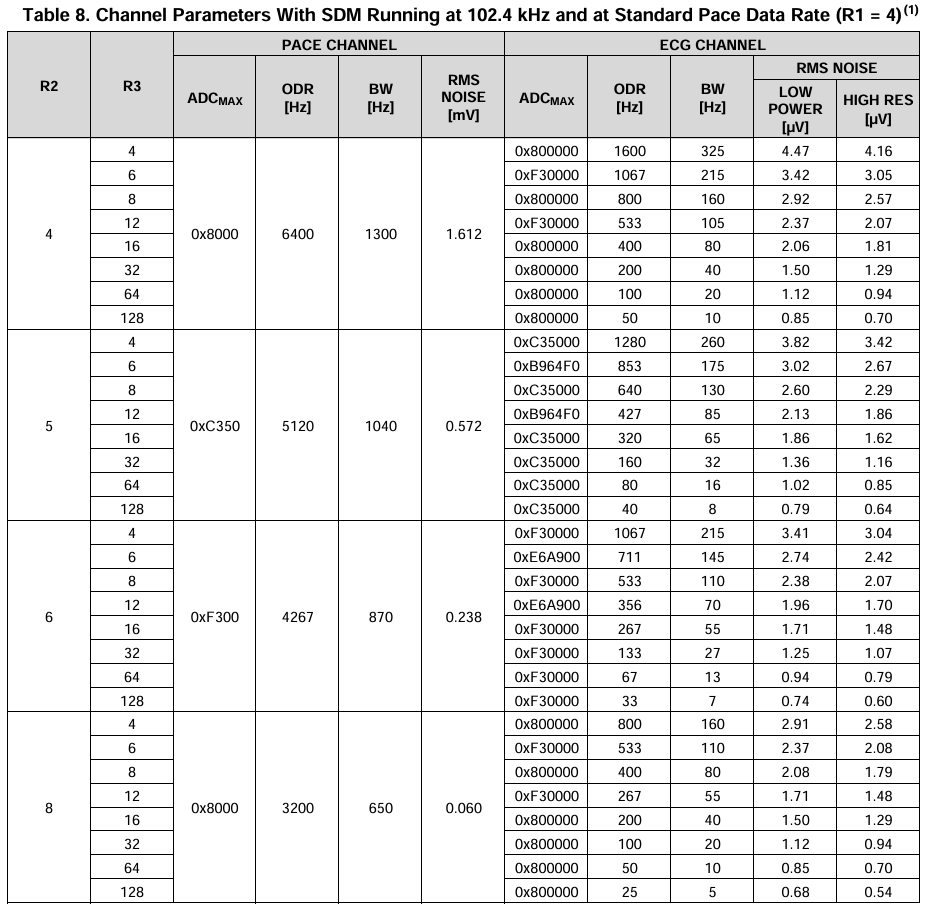 Table 8. Channel Parameters With SDM Running at 102.4 kHz and at Standard Pace Data Rate (R1 = 4)(1)
R2 R3 PACE CHANNEL ECG CHANNEL
ADCMAX ODR [Hz] BW [Hz] RMS NOISE [mV] ADCMAX ODR [Hz] BW [Hz] RMS NOISE
LOW POWER [µV] HIGH RES [µV]
4 0x8000 6400 1300 1.612
4 0x800000 1600 325 4.47 4.16
6 0xF30000 1067 215 3.42 3.05
8 0x800000 800 160 2.92 2.57
12 0xF30000 533 105 2.37 2.07
16 0x800000 400 80 2.06 1.81
32 0x800000 200 40 1.50 1.29
64 0x800000 100 20 1.12 0.94
128 0x800000 50 10 0.85 0.70
5 0xC350 5120 1040 0.572
4 0xC35000 1280 260 3.82 3.42
6 0xB964F0 853 175 3.02 2.67
8 0xC35000 640 130 2.60 2.29
12 0xB964F0 427 85 2.13 1.86
16 0xC35000 320 65 1.86 1.62
32 0xC35000 160 32 1.36 1.16
64 0xC35000 80 16 1.02 0.85
128 0xC35000 40 8 0.79 0.64
6 0xF300 4267 870 0.238
4 0xF30000 1067 215 3.41 3.04
6 0xE6A900 711 145 2.74 2.42
8 0xF30000 533 110 2.38 2.07
12 0xE6A900 356 70 1.96 1.70
16 0xF30000 267 55 1.71 1.48
32 0xF30000 133 27 1.25 1.07
64 0xF30000 67 13 0.94 0.79
128 0xF30000 33 7 0.74 0.60
8 0x8000 3200 650 0.060
4 0x800000 800 160 2.91 2.58
6 0xF30000 533 110 2.37 2.08
8 0x800000 400 80 2.08 1.79
12 0xF30000 267 55 1.71 1.48
16 0x800000 200 40 1.50 1.29
32 0x800000 100 20 1.12 0.94
64 0x800000 50 10 0.85 0.70
128 0x800000 25 5 0.68 0.54